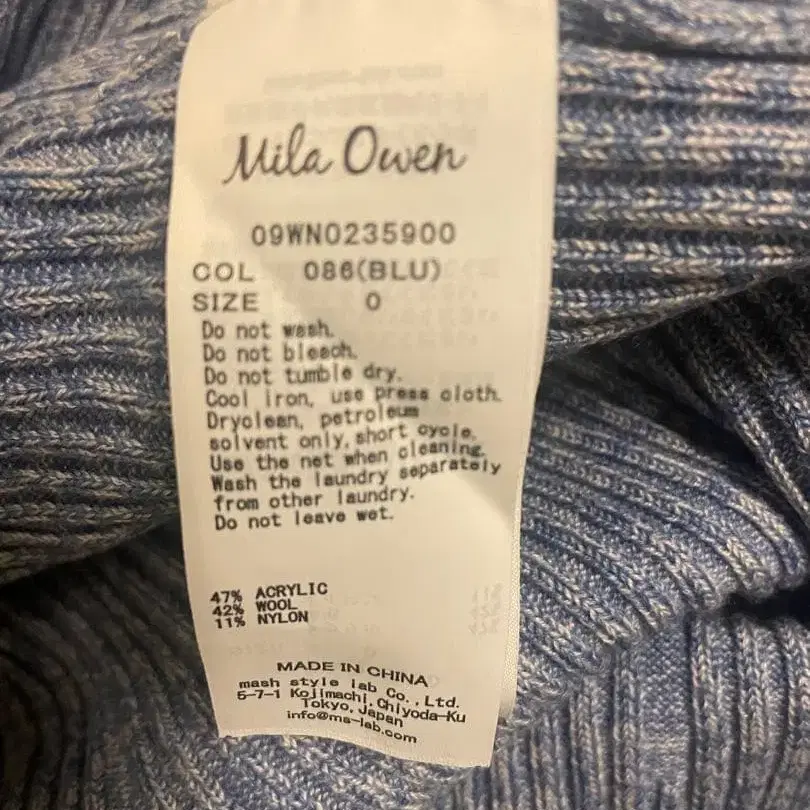 Mila Owen
09WN0235900
COL 086(BLU)
SIZE 0
Do not wash.
Do not bleach.
Do not tumble dry.
Cool iron, use press cloth.
Dryclean, petroleum
solvent only, short cycle.
Use the net when cleaning.
Wash the laundry separately
from other laundry.
Do not leave wet.
47% ACRYLIC
42% WOOL
11% NYLON
MADE IN CHINA
mash style lab Co., Ltd.
5-7-1 Kojimachi, Chiyoda-Ku
Tokyo, Japan
info@ms-lab.com